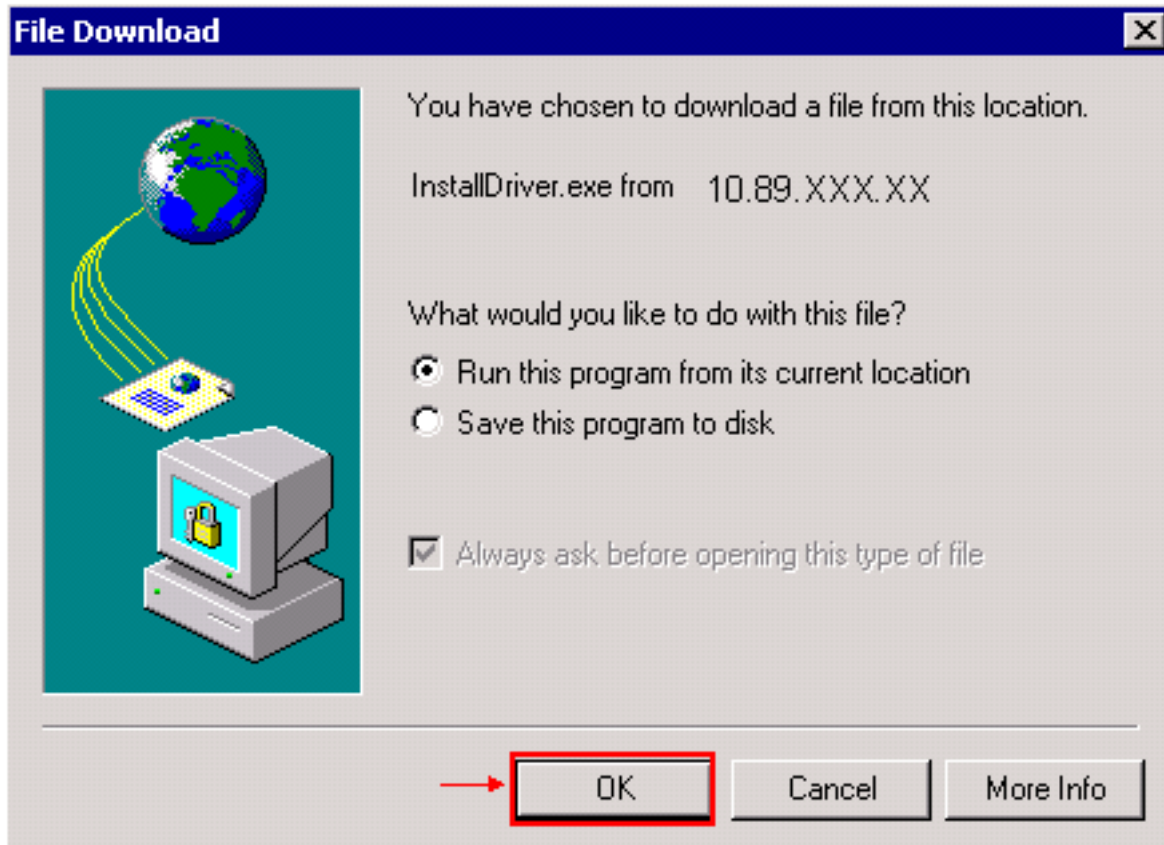 File Download
You have chosen to download a file from this location.
InstallDriver.exe from 10.89.XXX.XX
What would you like to do with this file?
Run this program from its current location
Save this program to disk
Always ask before opening this type of file
OK Cancel More Info